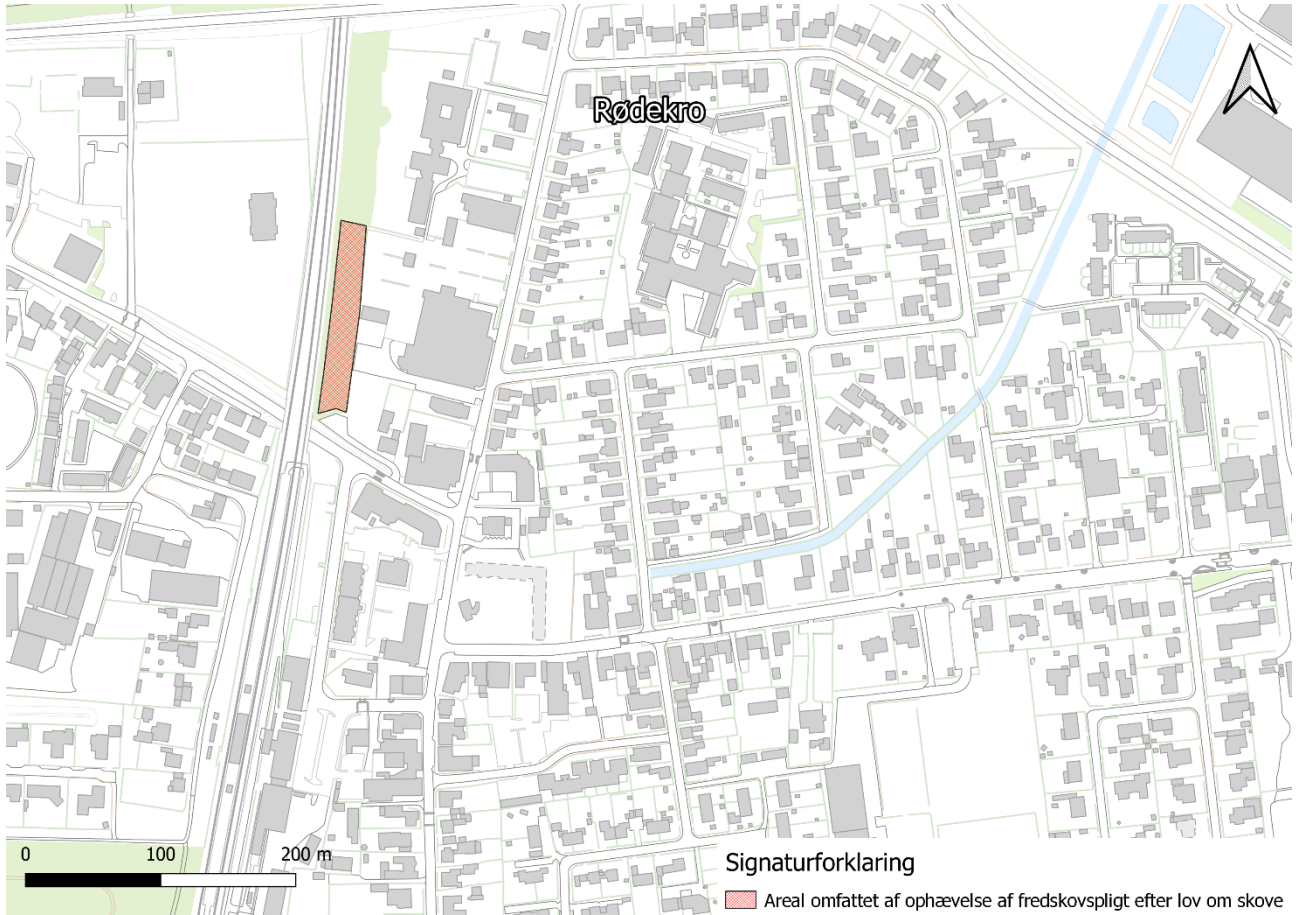 Rødekro
0 100 200 m
Signaturforklaring
Areal omfattet af ophævelse af fredskovspligt efter lov om skove